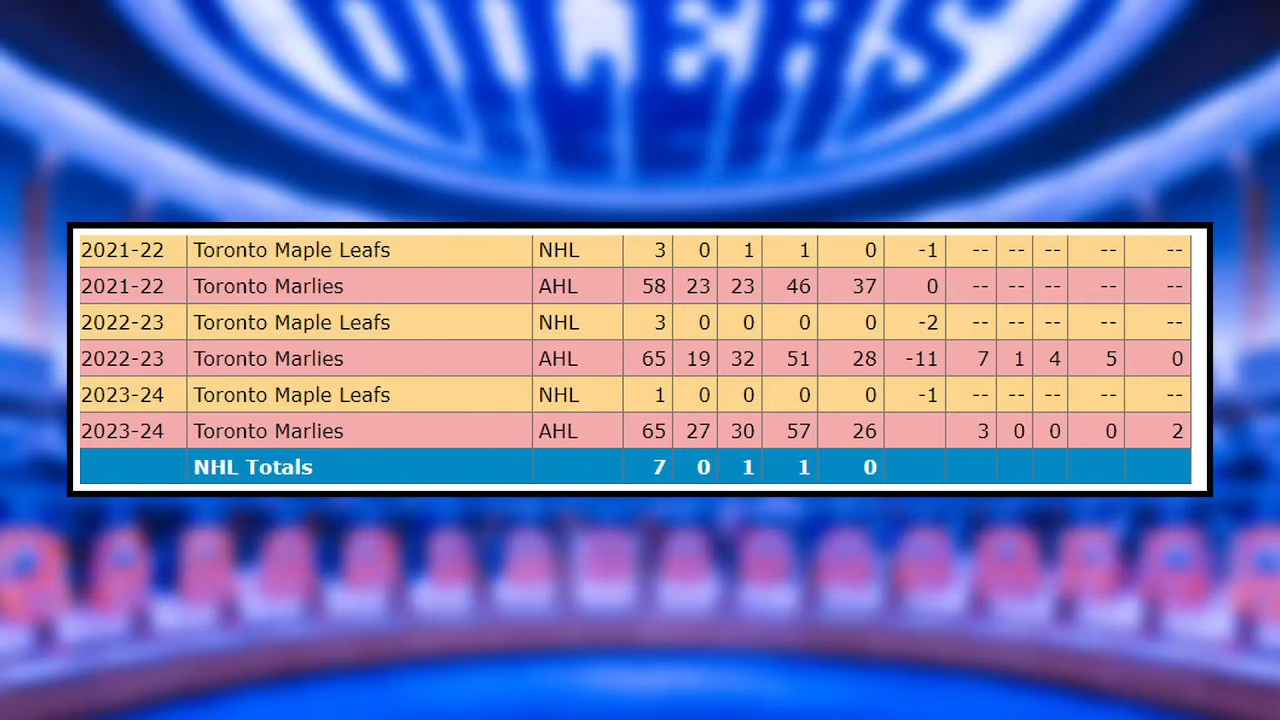 OILERS
2021-22 Toronto Maple Leafs NHL 3 0 1 1 0 -1 -- -- -- -- --
2021-22 Toronto Marlies AHL 58 23 23 46 37 0 -- -- -- -- --
2022-23 Toronto Maple Leafs NHL 3 0 0 0 0 -2 -- -- -- -- --
2022-23 Toronto Marlies AHL 65 19 32 51 28 -11 7 1 4 5 0
2023-24 Toronto Maple Leafs NHL 1 0 0 0 0 -1 -- -- -- -- --
2023-24 Toronto Marlies AHL 65 27 30 57 26 3 0 0 0 2
NHL Totals 7 0 1 1 0